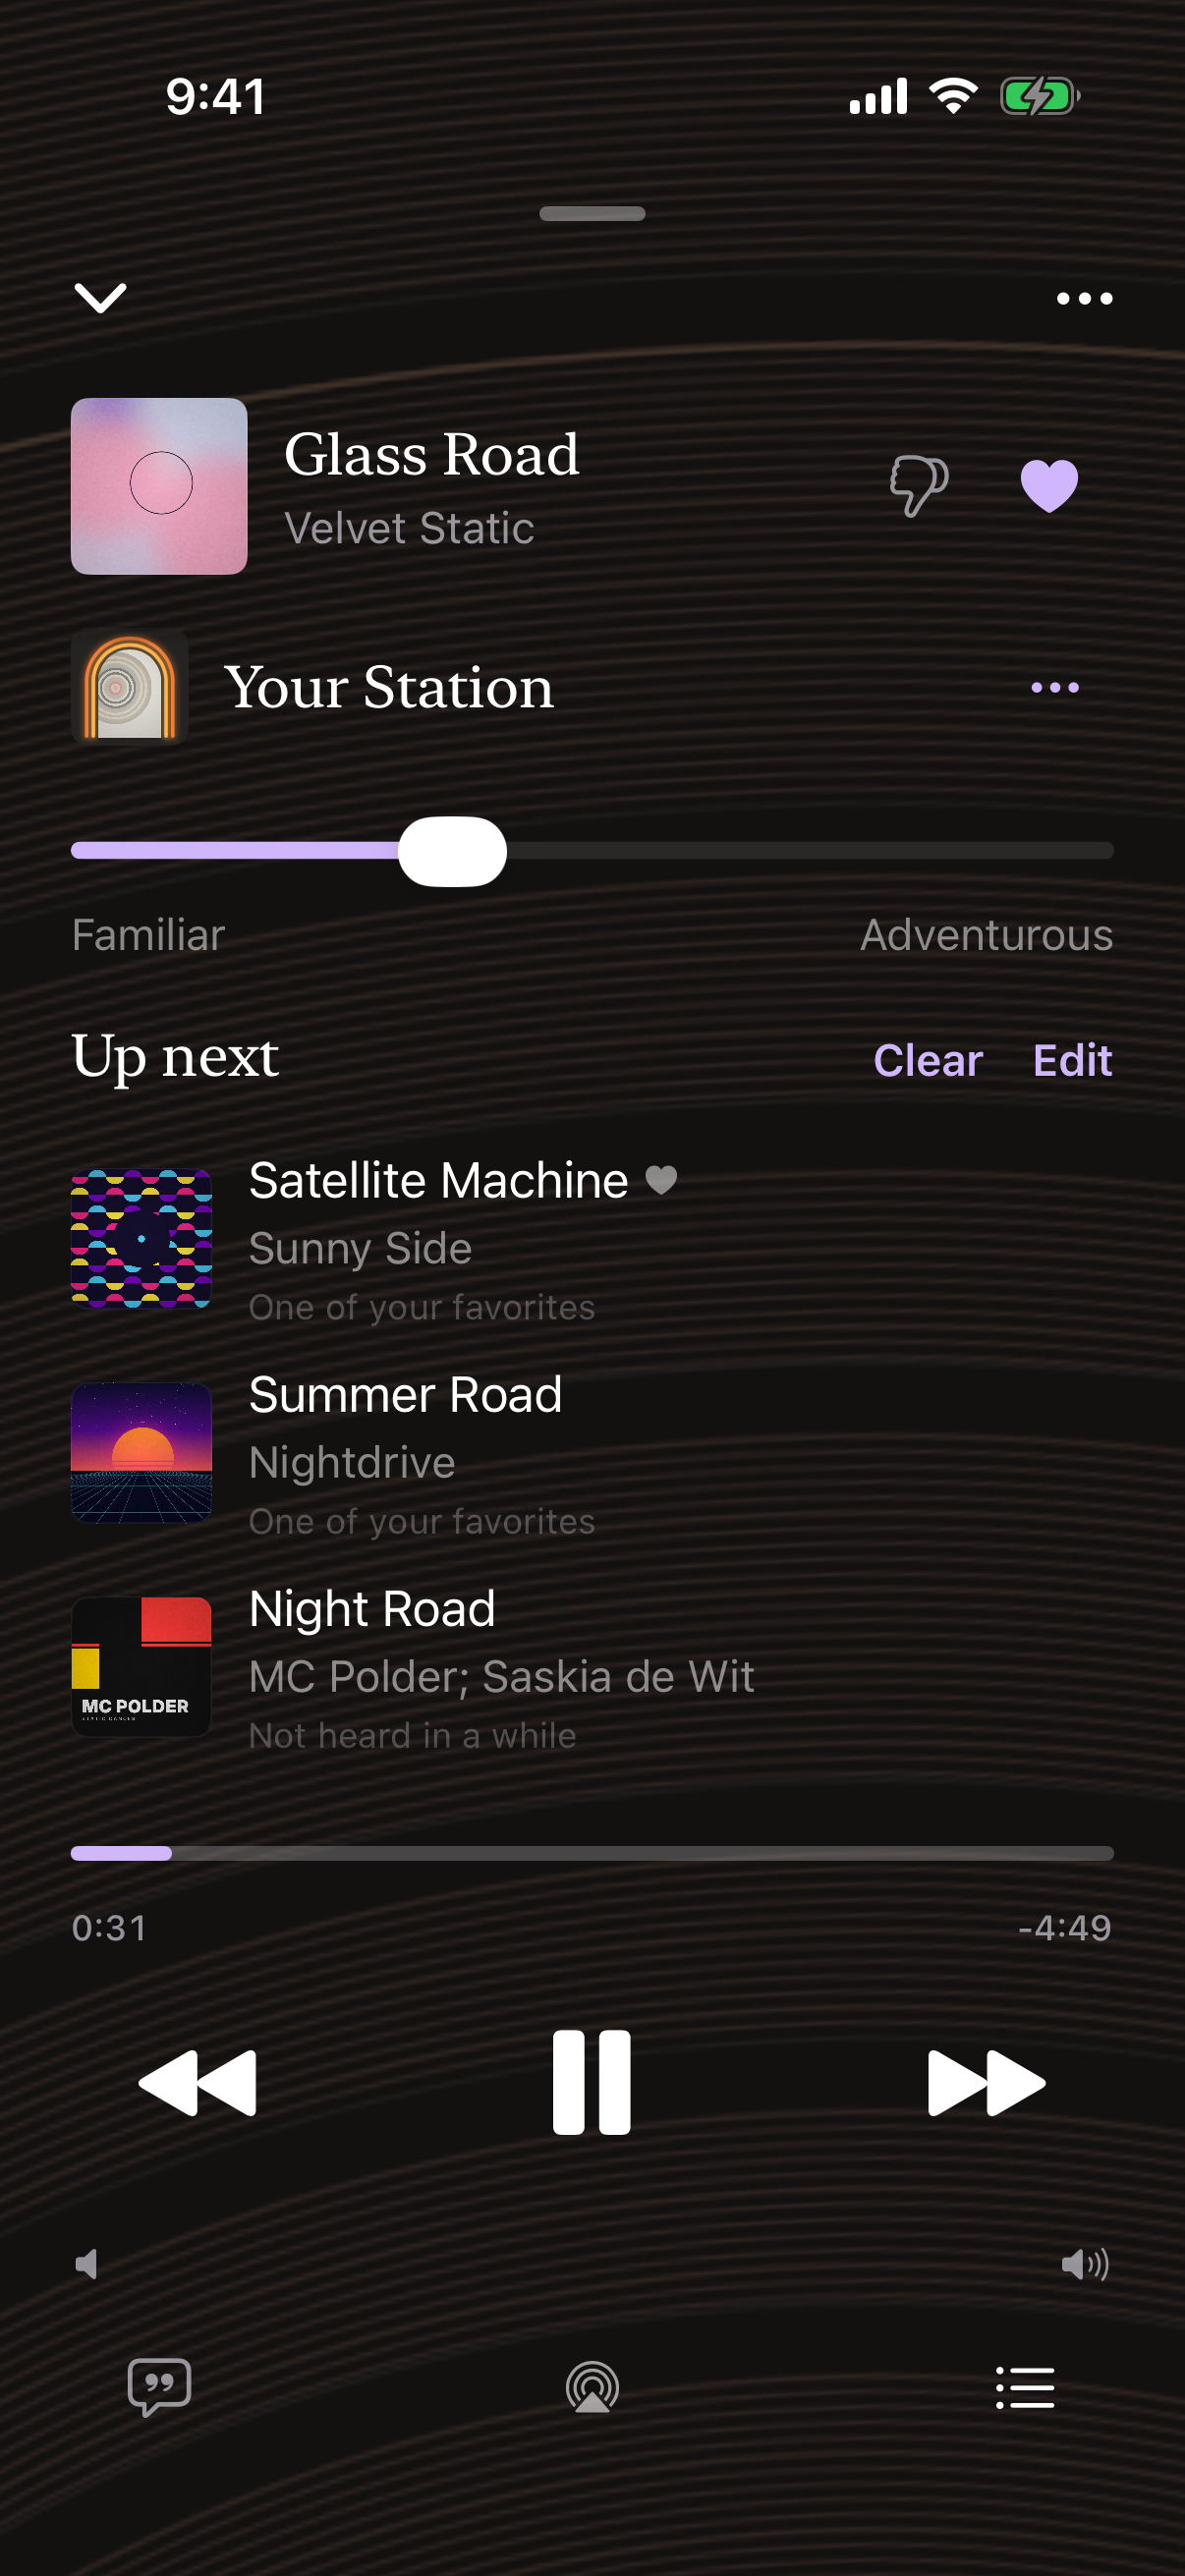 9:41
Glass Road
Velvet Static
Your Station
Familiar
Adventurous
Up next
Clear
Edit
Satellite Machine
Sunny Side
One of your favorites
Summer Road
Nightdrive
One of your favorites
Night Road
MC Polder; Saskia de Wit
Not heard in a while
MC POLDER
0:31
-4:49